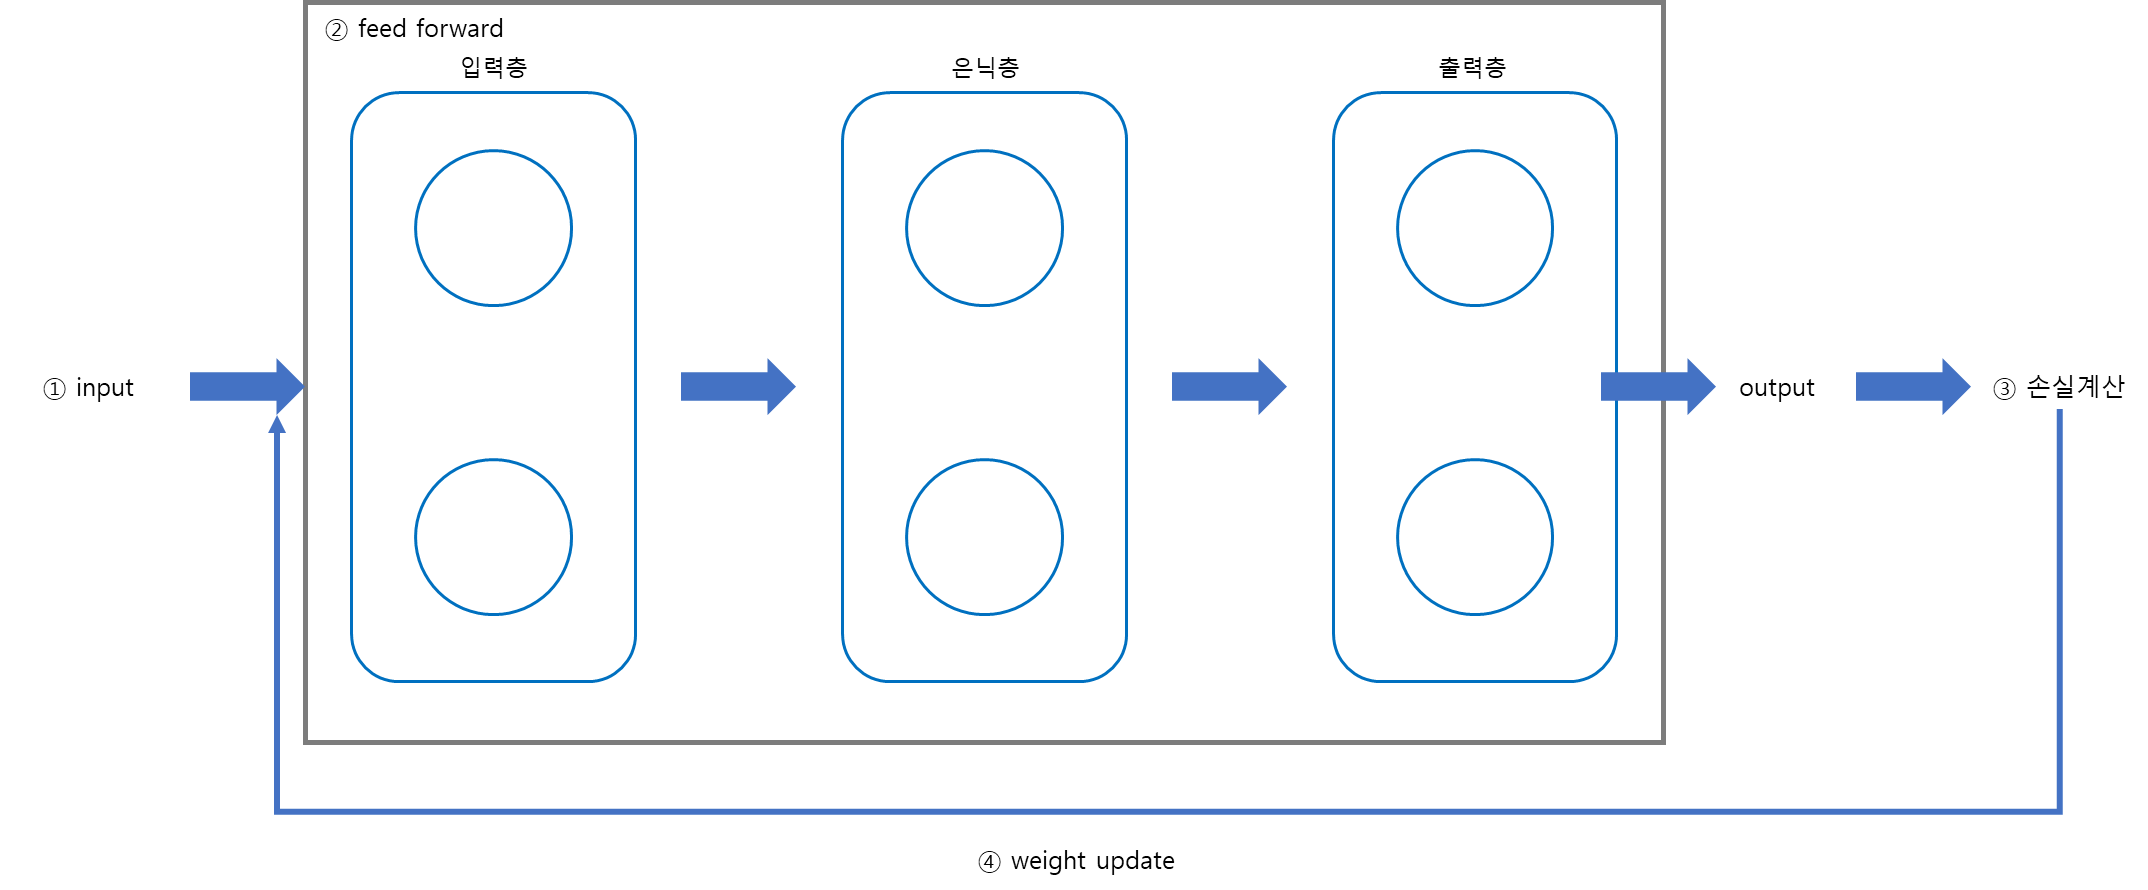 ② feed forward
입력층
은닉층
출력층
① input
output
③ 손실계산
④ weight update